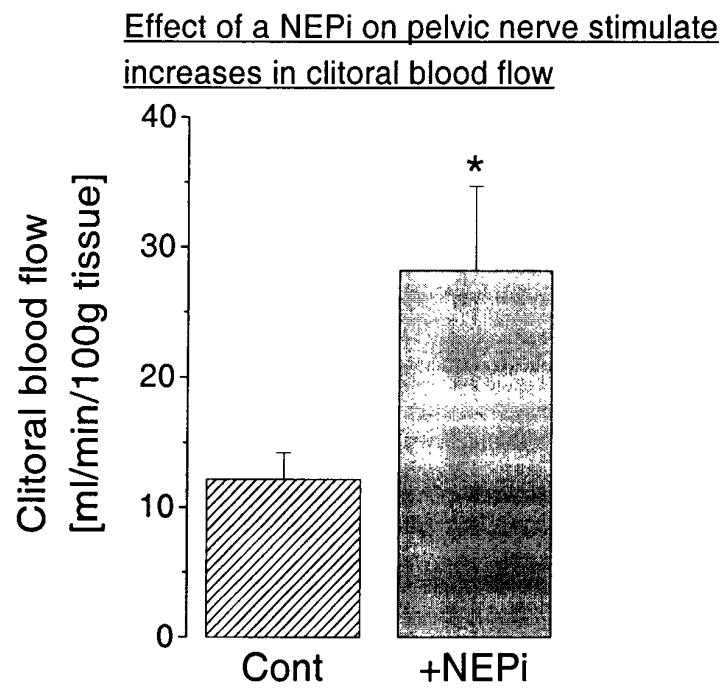 Effect of a NEPi on pelvic nerve stimulate
increases in clitoral blood flow
40
30
20
10
0
Clitoral blood flow
[ml/min/100g tissue]
*
Cont
+NEPi